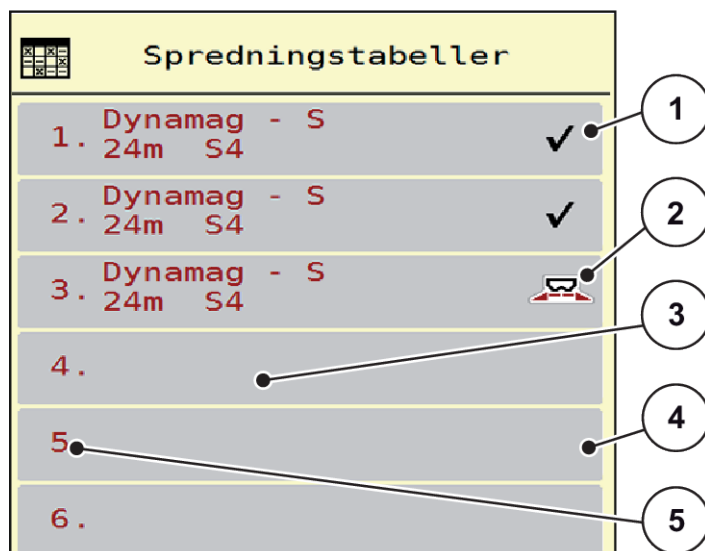 Spredningstabeller
1. Dynamag - S
24m S4
2. Dynamag - S
24m S4
3. Dynamag - S
24m S4
4.
5
6.
1
2
3
4
5